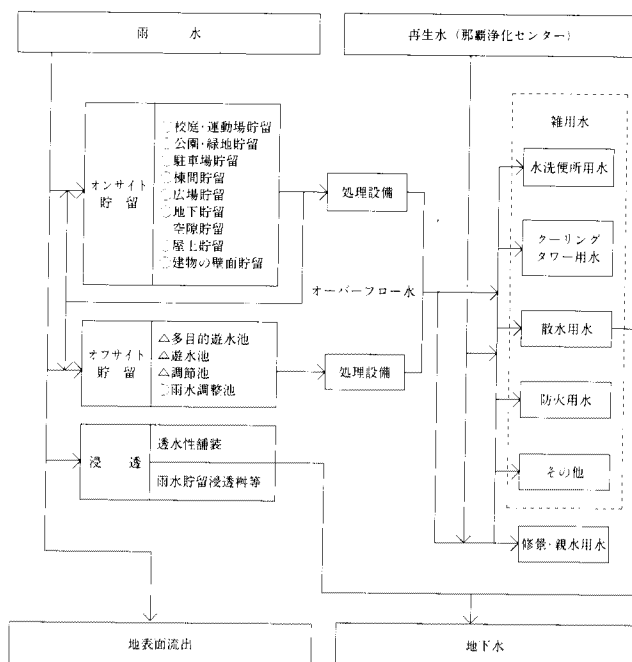 雨水
再生水(那覇浄化センター)
オンサイト
貯留
○校庭・運動場貯留
○公園・緑地貯留
○駐車場貯留
○棟間貯留
○広場貯留
○地下貯留
空隙貯留
○屋上貯留
○建物の壁面貯留
処理設備
オーバーフロー水
オフサイト
貯留
△多目的遊水池
△遊水池
△調節池
○雨水調整池
処理設備
浸透
透水性舗装
雨水貯留浸透桝等
雑用水
水洗便所用水
クーリング
タワー用水
散水用水
防火用水
その他
修景・親水用水
地表面流出
地下水